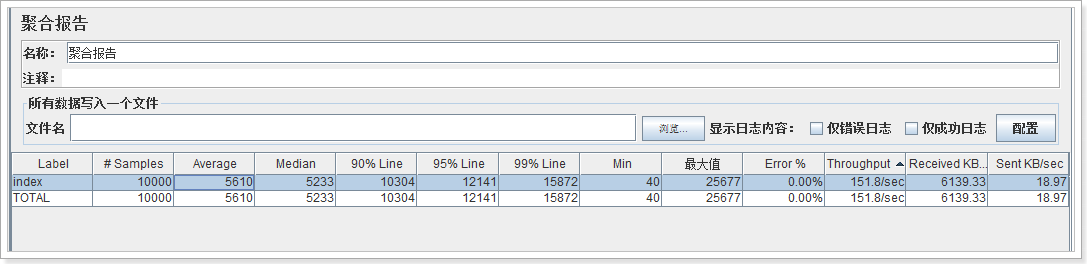 聚合报告
名称： 聚合报告
注释：
所有数据写入一个文件
文件名 浏览... 显示日志内容： 仅错误日志 仅成功日志 配置
Label # Samples Average Median 90% Line 95% Line 99% Line Min 最大值 Error % Throughput Received KB... Sent KB/sec
index 10000 5610 5233 10304 12141 15872 40 25677 0.00% 151.8/sec 6139.33 18.97
TOTAL 10000 5610 5233 10304 12141 15872 40 25677 0.00% 151.8/sec 6139.33 18.97